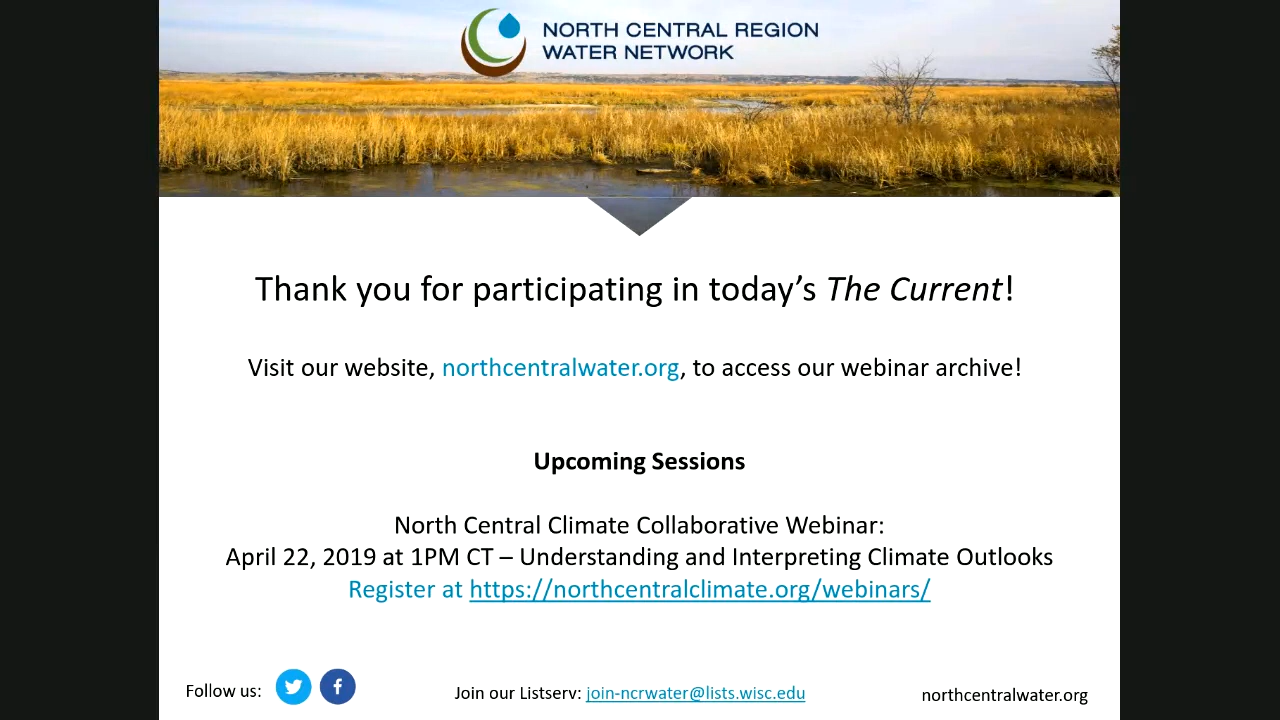 NORTH CENTRAL REGION
WATER NETWORK
Thank you for participating in today’s The Current!
Visit our website, northcentralwater.org, to access our webinar archive!
Upcoming Sessions
North Central Climate Collaborative Webinar:
April 22, 2019 at 1PM CT – Understanding and Interpreting Climate Outlooks
Register at https://northcentralclimate.org/webinars/
Follow us:
Join our Listserv: join-ncrwater@lists.wisc.edu
northcentralwater.org